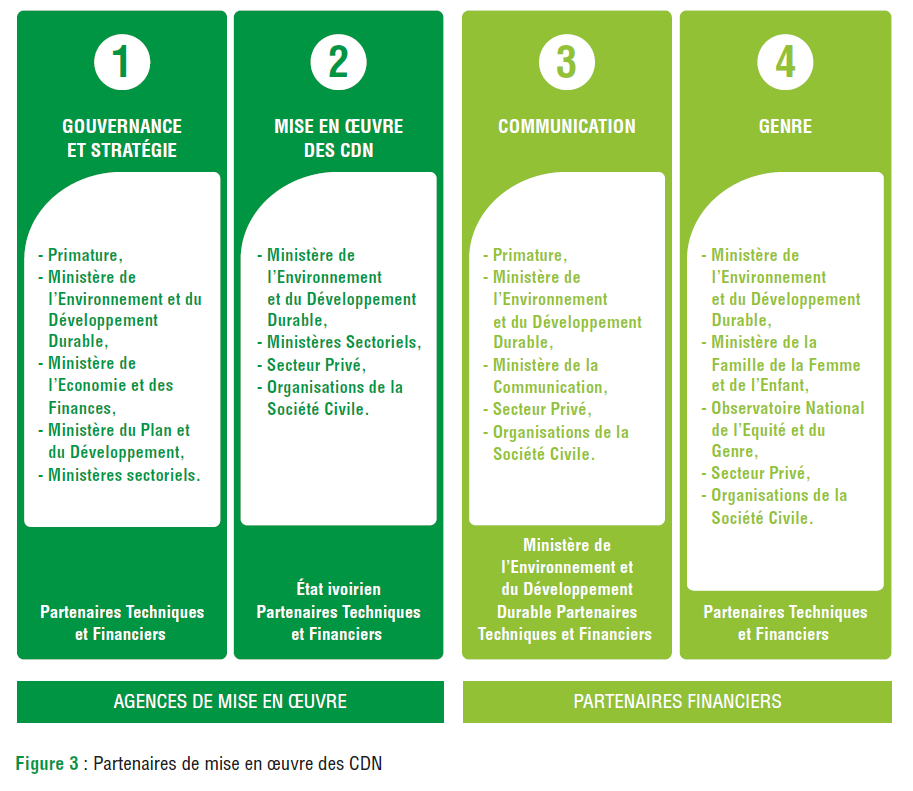 1
GOUVERNANCE
ET STRATÉGIE
- Primature,
- Ministère de
l'Environnement et du
Développement
Durable,
- Ministère de
l'Economie et des
Finances,
- Ministère du Plan et
du Développement,
- Ministères sectoriels.
Partenaires Techniques
et Financiers
2
MISE EN ŒUVRE
DES CDN
- Ministère de
l'Environnement
et du Développement
Durable,
- Ministères Sectoriels,
- Secteur Privé,
- Organisations de la
Société Civile.
État ivoirien
Partenaires Techniques
et Financiers
3
COMMUNICATION
- Primature,
- Ministère de
l'Environnement
et du Développement
Durable,
- Ministère de la
Communication,
- Secteur Privé,
- Organisations de la
Société Civile.
Ministère de
l'Environnement et
du Développement
Durable Partenaires
Techniques et Financiers
4
GENRE
- Ministère de
l'Environnement
et du Développement
Durable,
- Ministère de la
Famille de la Femme
et de l'Enfant,
- Observatoire National
de l'Equité et du
Genre,
- Secteur Privé,
- Organisations de la
Société Civile.
Partenaires Techniques
et Financiers
AGENCES DE MISE EN ŒUVRE
PARTENAIRES FINANCIERS
Figure 3 : Partenaires de mise en œuvre des CDN